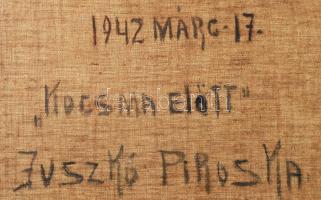 1942 MÁRC. 17.
„KOCSMA ELŐTT"
JUSZKÓ PIROSKA